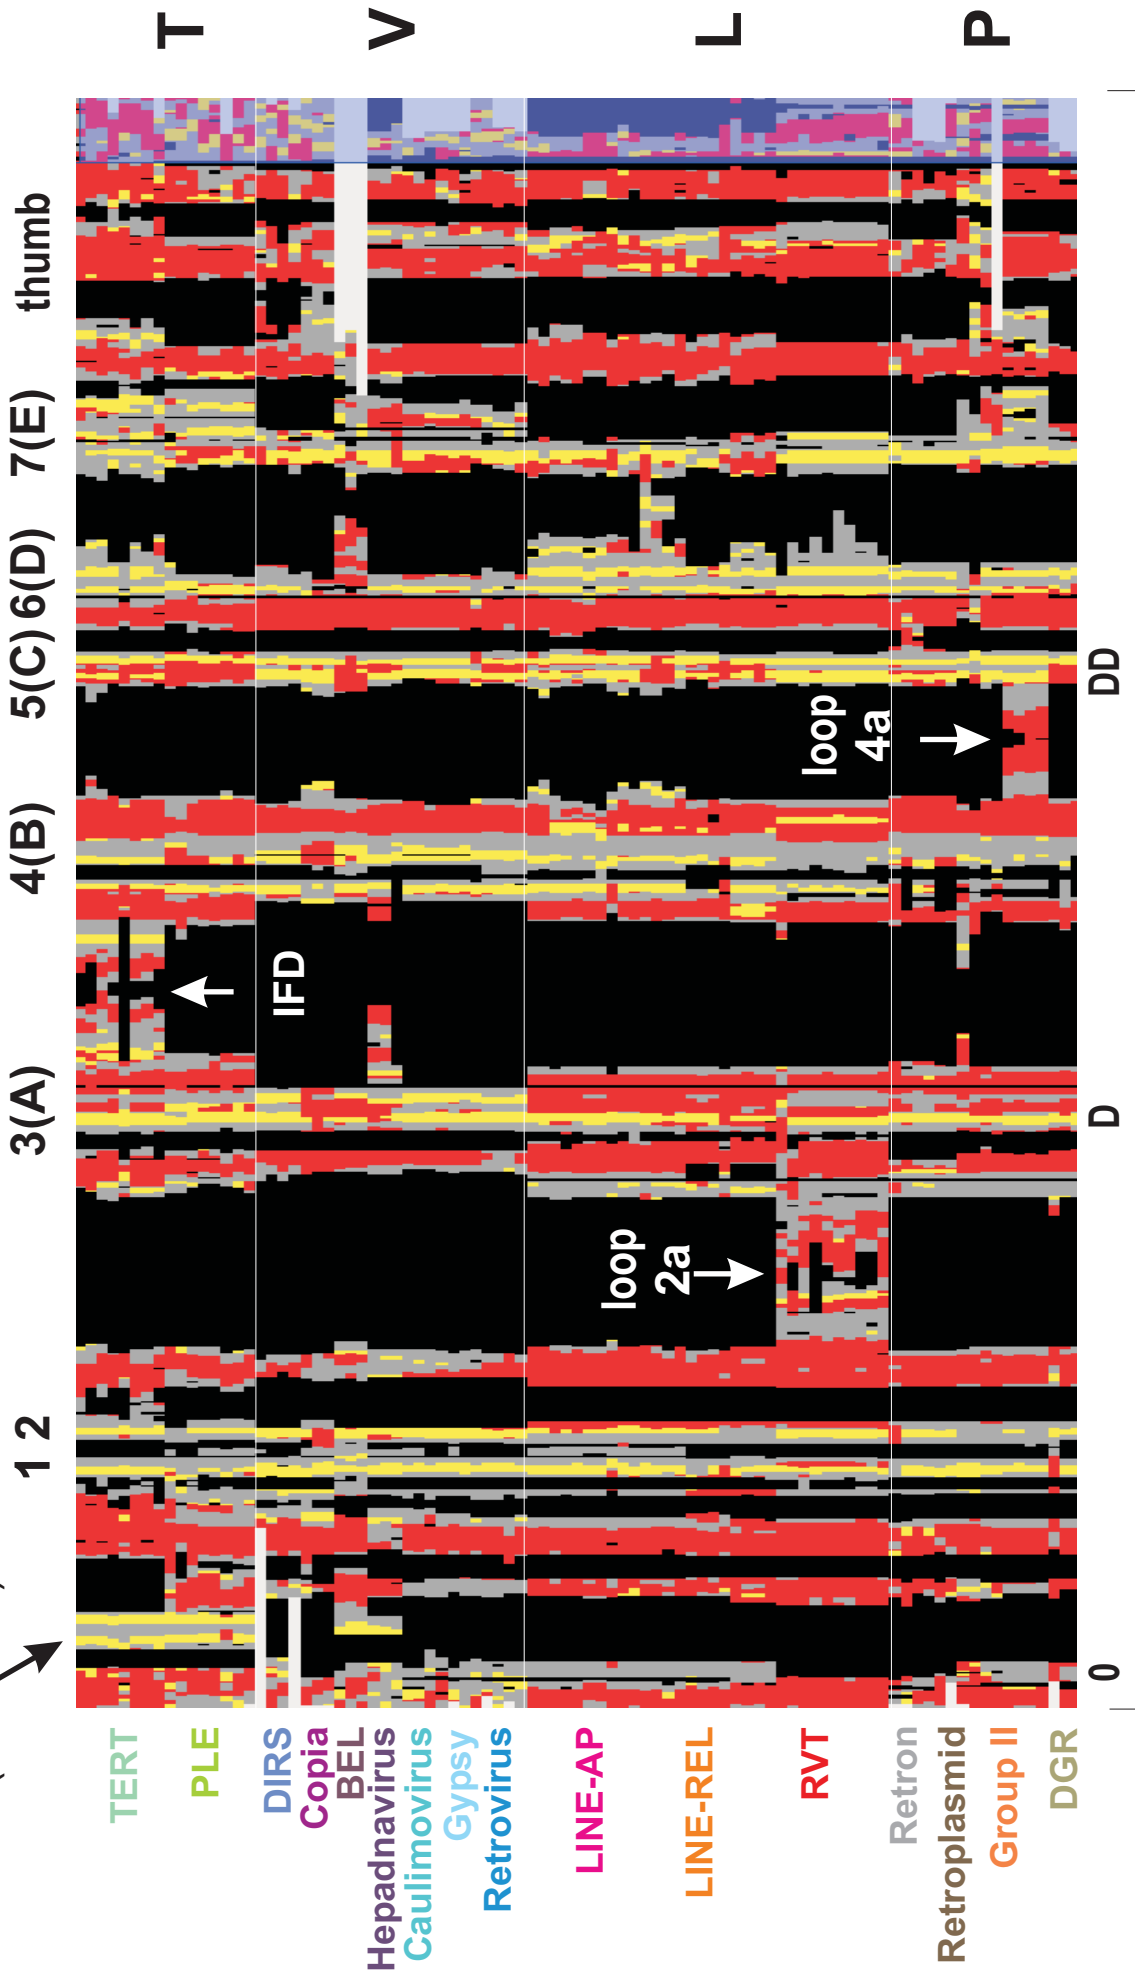 1 2 3(A) 4(B) 5(C) 6(D) 7(E) thumb
TERT
PLE
DIRS
Copia
BEL
Hepadnavirus
Caulimovirus
Gypsy
Retrovirus
LINE-AP
LINE-REL
RVT
Retron
Retroplasmid
Group II
DGR
IFD
loop
2a
loop
4a
T
V
L
P
0 D DD